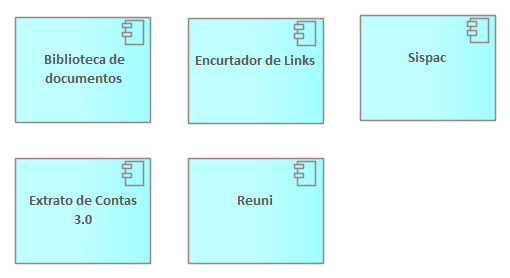 Biblioteca de
documentos
Encurtador de Links
Sispac
Extrato de Contas
3.0
Reuni